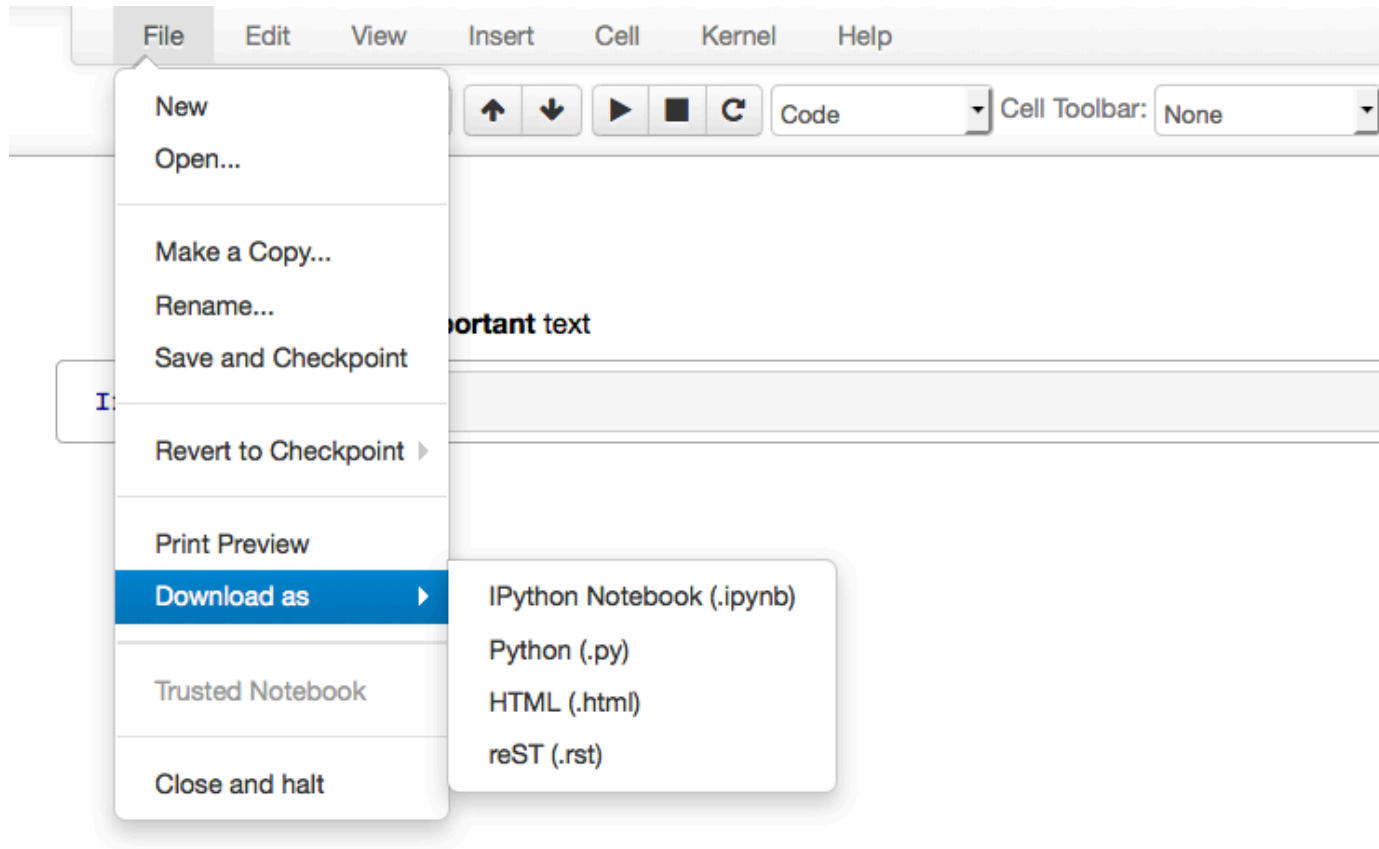 File Edit View Insert Cell Kernel Help
New
Code Cell Toolbar: None
Open...
Make a Copy...
Rename...
text
Save and Checkpoint
Revert to Checkpoint
Print Preview
Download as
IPython Notebook (.ipynb)
Python (.py)
HTML (.html)
reST (.rst)
Trusted Notebook
Close and halt